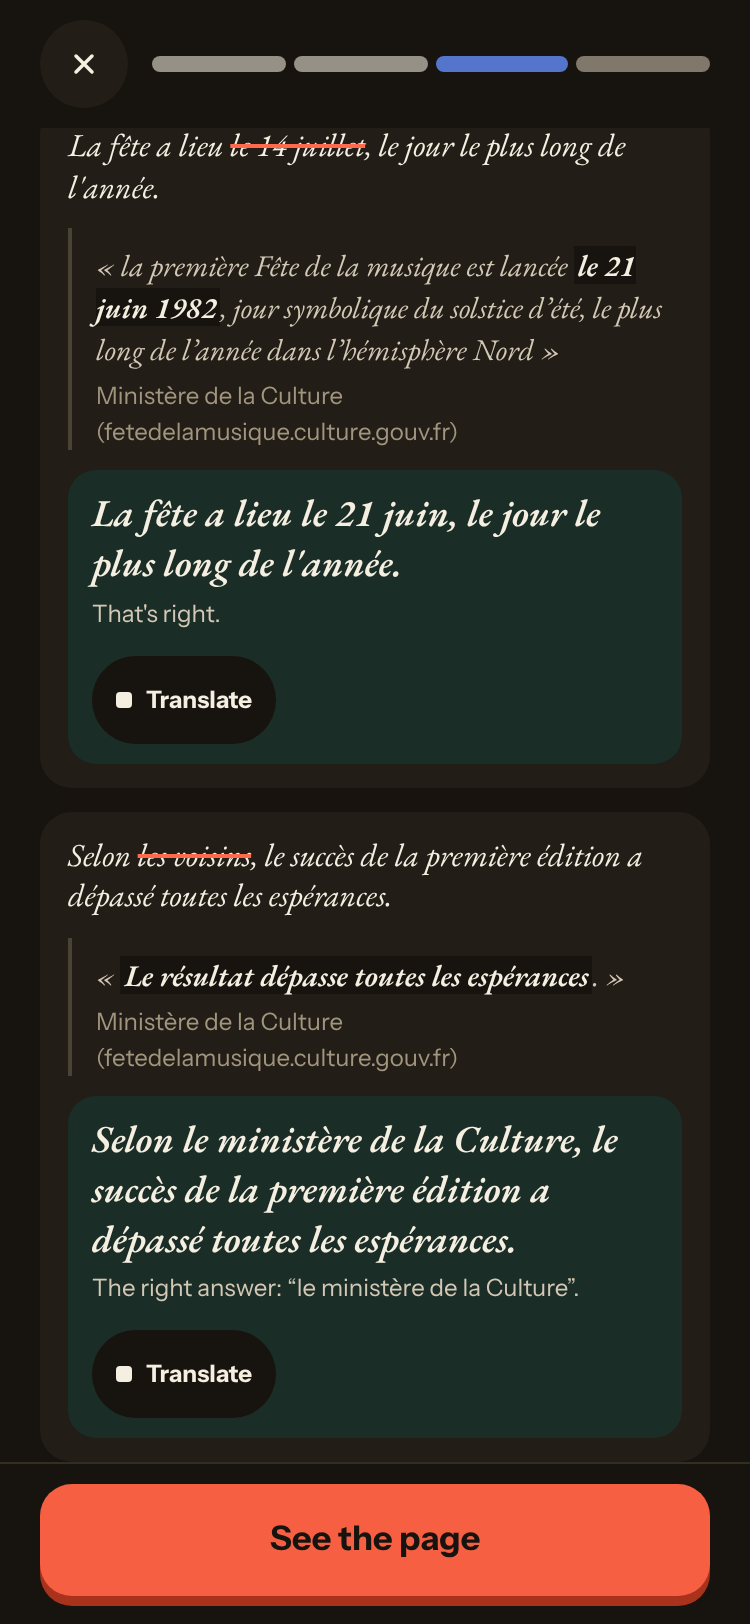 La fête a lieu le 14 juillet, le jour le plus long de
l'année.
« la première Fête de la musique est lancée le 21
juin 1982, jour symbolique du solstice d’été, le plus
long de l’année dans l’hémisphère Nord »
Ministère de la Culture
(fetedelamusique.culture.gouv.fr)
La fête a lieu le 21 juin, le jour le
plus long de l'année.
That's right.
Translate
Selon les voisins, le succès de la première édition a
dépassé toutes les espérances.
« Le résultat dépasse toutes les espérances. »
Ministère de la Culture
(fetedelamusique.culture.gouv.fr)
Selon le ministère de la Culture, le
succès de la première édition a
dépassé toutes les espérances.
The right answer: “le ministère de la Culture”.
Translate
See the page